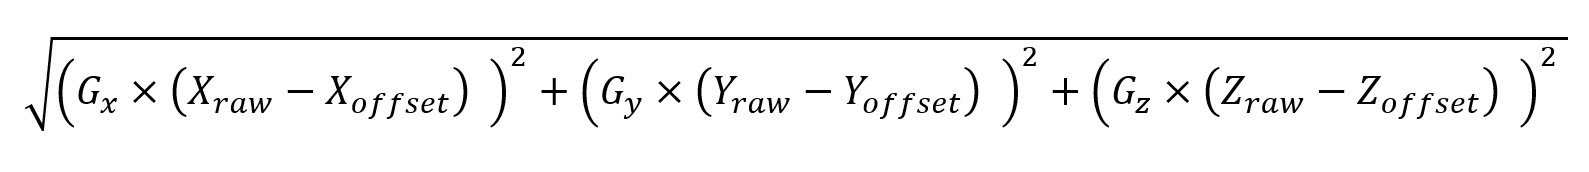 √((G_x × (X_raw − X_offset))² + (G_y × (Y_raw − Y_offset))² + (G_z × (Z_raw − Z_offset))²)